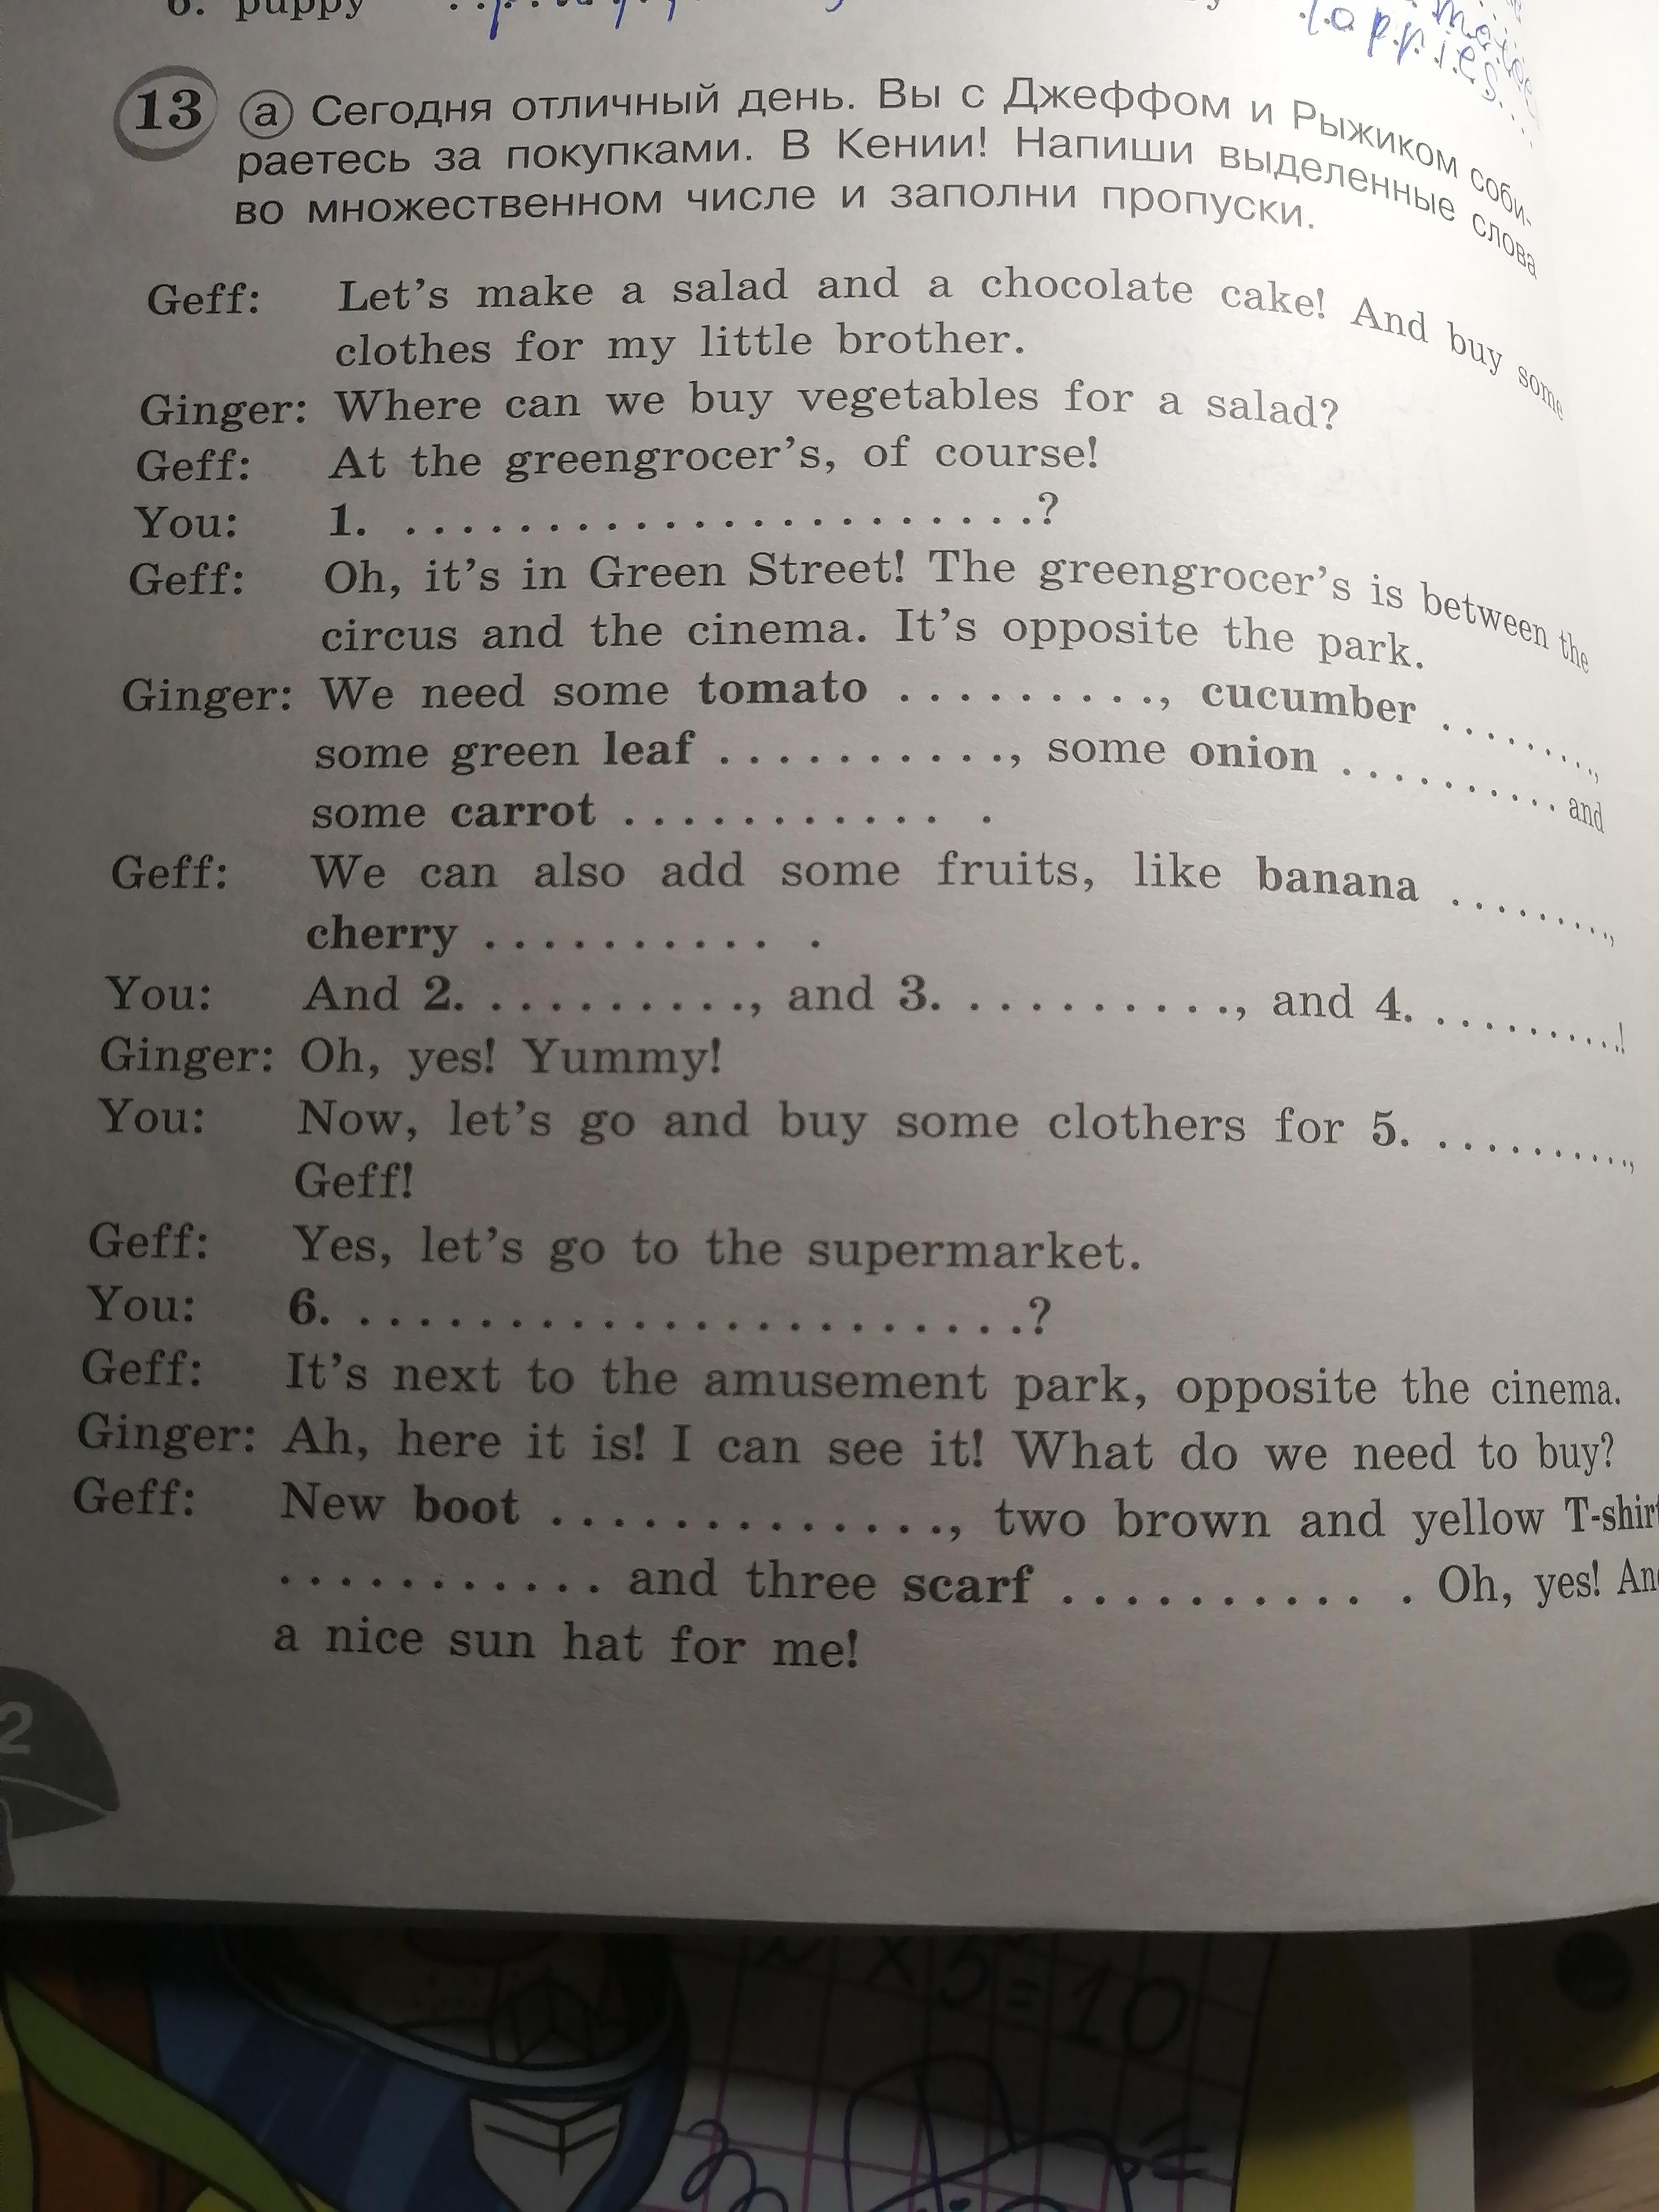 6. puppy
loppies
13 a Сегодня отличный день. Вы с Джеффом и Рыжиком соби-
раетесь за покупками. В Кении! Напиши выделенные слова
во множественном числе и заполни пропуски.
Geff: Let's make a salad and a chocolate cake! And buy some
clothes for my little brother.
Ginger: Where can we buy vegetables for a salad?
Geff: At the greengrocer's, of course!
You: 1. . . . . . . . . . . . . . . . . . . . . . . . ?
Geff: Oh, it's in Green Street! The greengrocer's is between the
circus and the cinema. It's opposite the park.
Ginger: We need some tomato . . . . . . . . . ., cucumber . . . . . . . . .,
some green leaf . . . . . . . . . . ., some onion . . . . . . . . . . and
some carrot . . . . . . . . . . . .
Geff: We can also add some fruits, like banana . . . . . . . . .,
cherry . . . . . . . . . . .
You: And 2. . . . . . . . . . ., and 3. . . . . . . . . . ., and 4. . . . . . . . . . !
Ginger: Oh, yes! Yummy!
You: Now, let's go and buy some clothers for 5. . . . . . . . . . .,
Geff!
Geff: Yes, let's go to the supermarket.
You: 6. . . . . . . . . . . . . . . . . . . . . . . . ?
Geff: It's next to the amusement park, opposite the cinema.
Ginger: Ah, here it is! I can see it! What do we need to buy?
Geff: New boot . . . . . . . . . . . . . ., two brown and yellow T-shirt
. . . . . . . . . . . and three scarf . . . . . . . . . . . Oh, yes! And
a nice sun hat for me!
2
x 5 = 10